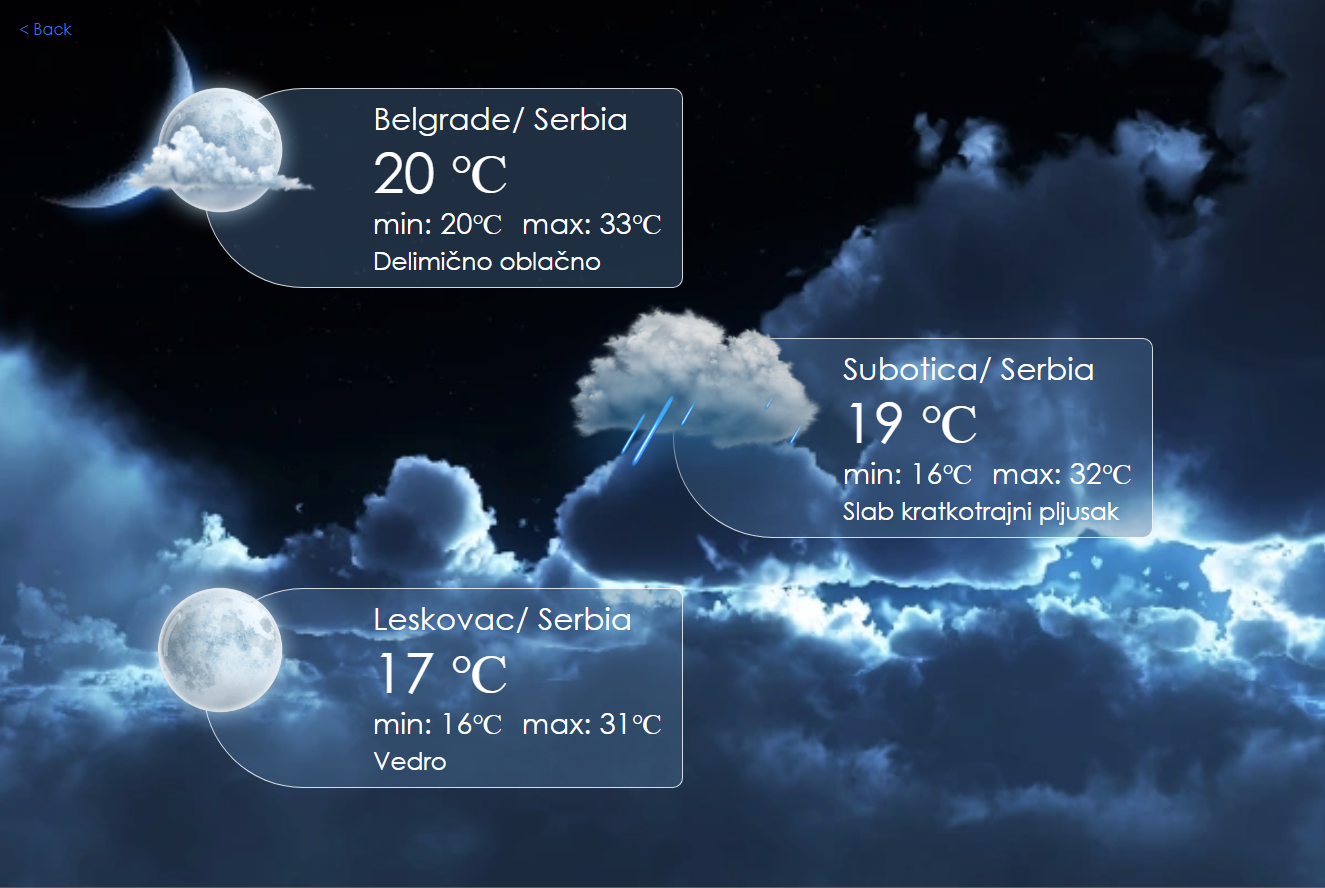 < Back
Belgrade/ Serbia
20 °C
min: 20°C max: 33°C
Delimično oblačno
Subotica/ Serbia
19 °C
min: 16°C max: 32°C
Slab kratkotrajni pljusak
Leskovac/ Serbia
17 °C
min: 16°C max: 31°C
Vedro